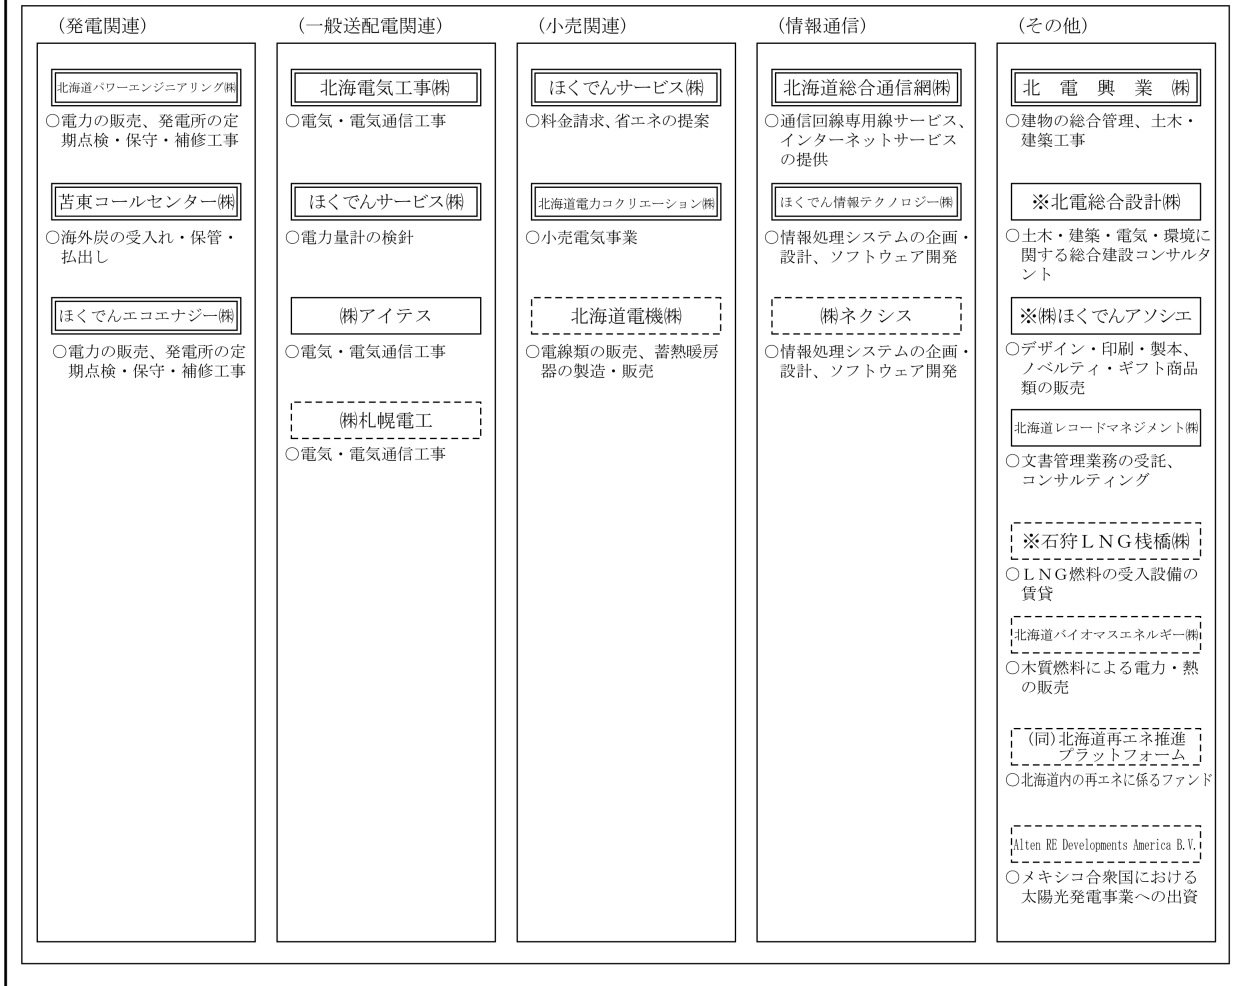 （発電関連）
北海道パワーエンジニアリング㈱
○電力の販売、発電所の定
期点検・保守・補修工事
苫東コールセンター㈱
○海外炭の受入れ・保管・
払出し
ほくでんエコエナジー㈱
○電力の販売、発電所の定
期点検・保守・補修工事
（一般送配電関連）
北海電気工事㈱
○電気・電気通信工事
ほくでんサービス㈱
○電力量計の検針
㈱アイテス
○電気・電気通信工事
㈱札幌電工
○電気・電気通信工事
（小売関連）
ほくでんサービス㈱
○料金請求、省エネの提案
北海道電力コクリエーション㈱
○小売電気事業
北海道電機㈱
○電線類の販売、蓄熱暖房
器の製造・販売
（情報通信）
北海道総合通信網㈱
○通信回線専用線サービス、
インターネットサービス
の提供
ほくでん情報テクノロジー㈱
○情報処理システムの企画・
設計、ソフトウェア開発
㈱ネクシス
○情報処理システムの企画・
設計、ソフトウェア開発
（その他）
北　電　興　業　㈱
○建物の総合管理、土木・
建築工事
※北電総合設計㈱
○土木・建築・電気・環境に
関する総合建設コンサルタ
ント
※㈱ほくでんアソシエ
○デザイン・印刷・製本、
ノベルティ・ギフト商品
類の販売
北海道レコードマネジメント㈱
○文書管理業務の受託、
コンサルティング
※石狩ＬＮＧ桟橋㈱
○ＬＮＧ燃料の受入設備の
賃貸
北海道バイオマスエネルギー㈱
○木質燃料による電力・熱
の販売
（同）北海道再エネ推進
プラットフォーム
○北海道内の再エネに係るファンド
Alten RE Developments America B.V.
○メキシコ合衆国における
太陽光発電事業への出資